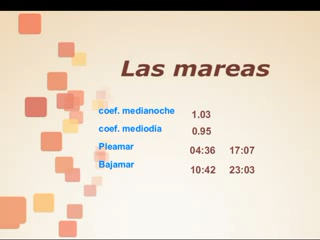 Las mareas
coef. medianoche 1.03
coef. mediodia 0.95
Pleamar 04:36 17:07
Bajamar 10:42 23:03